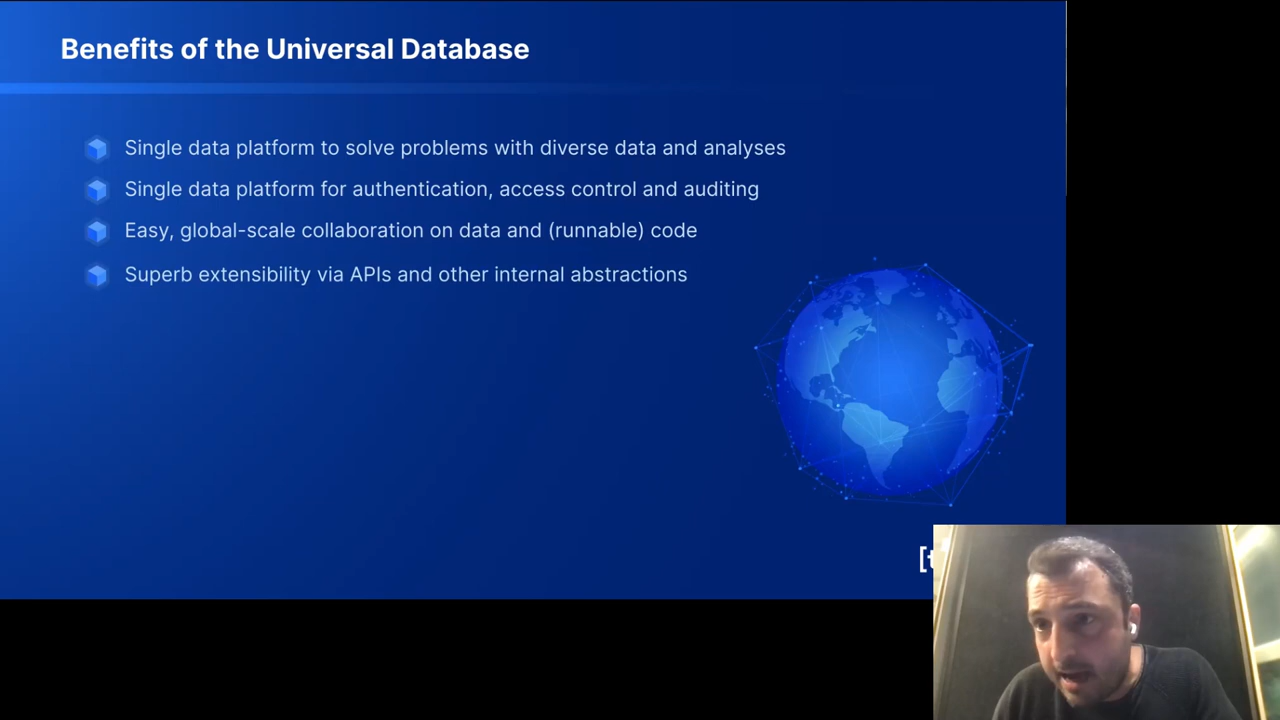 Benefits of the Universal Database
Single data platform to solve problems with diverse data and analyses
Single data platform for authentication, access control and auditing
Easy, global-scale collaboration on data and (runnable) code
Superb extensibility via APIs and other internal abstractions